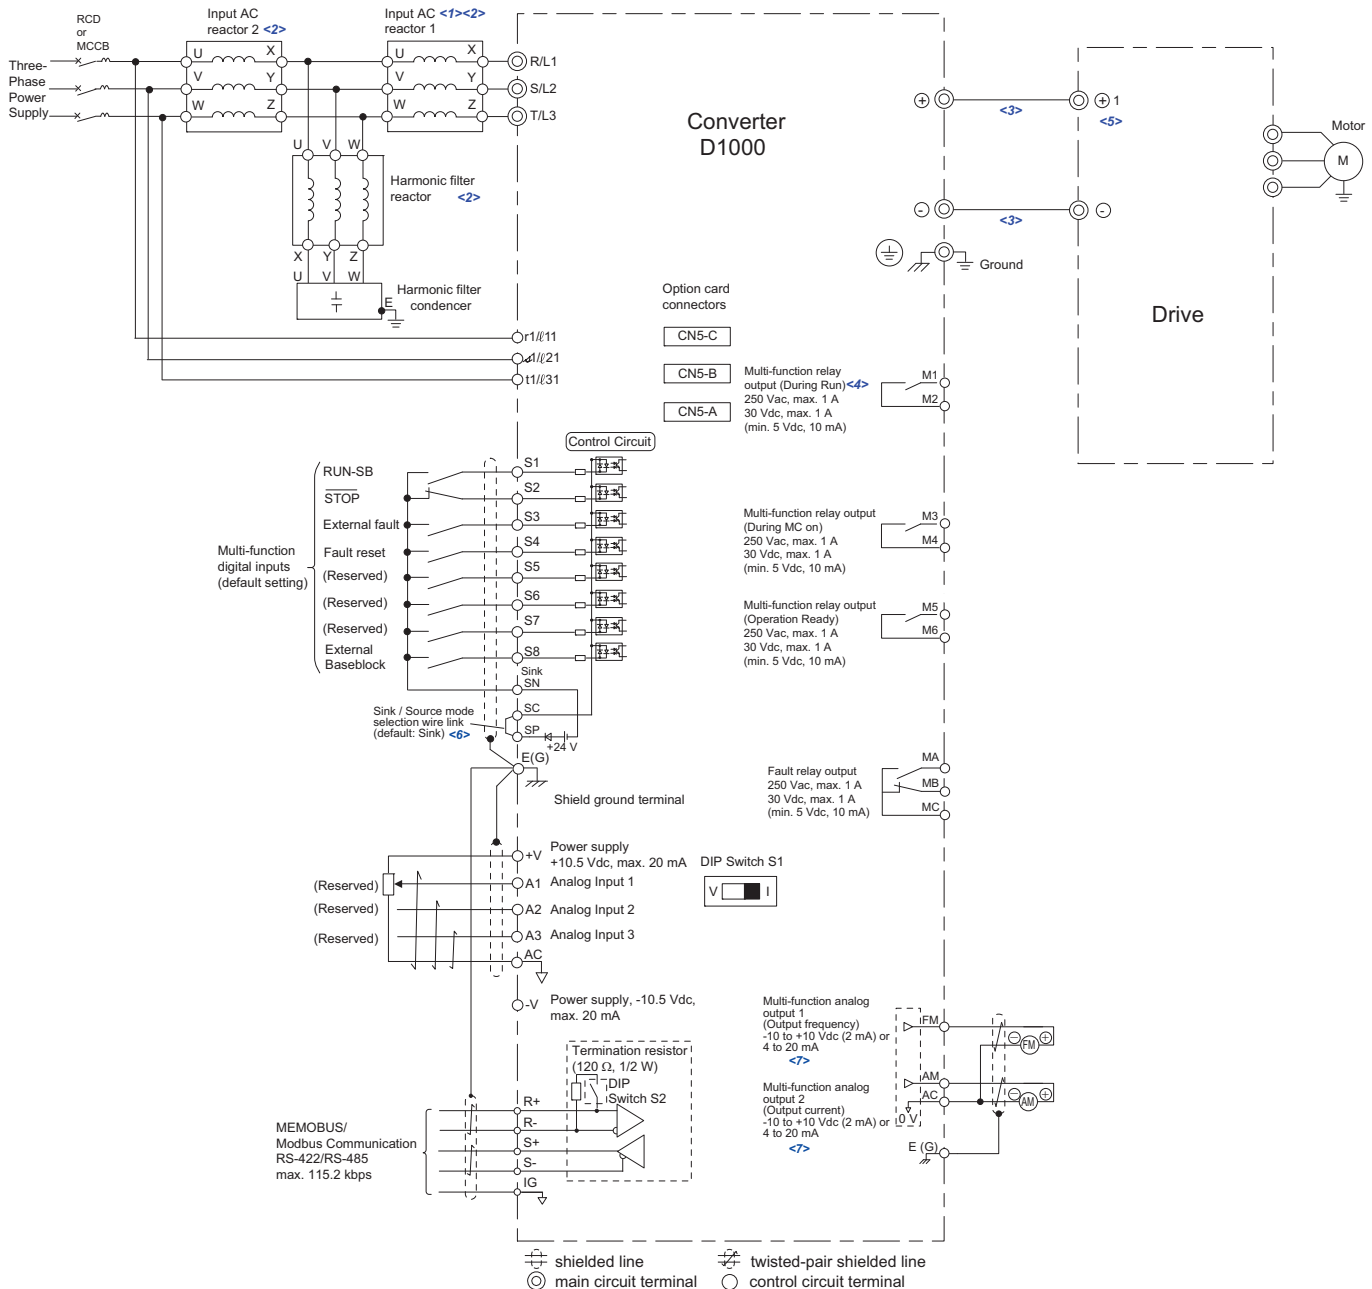 RCD
or
MCCB
Input AC
reactor 2 <2>
Input AC <1><2>
reactor 1
Three-
Phase
Power
Supply
U X
V Y
W Z
U X
V Y
W Z
R/L1
S/L2
T/L3
Converter
D1000
+
<3>
+ 1
<5>
Motor
M
-
<3>
-
Ground
Drive
U V W
Harmonic filter
reactor <2>
X Y Z
U V W
E
Harmonic filter
condencer
r1/ℓ11
1/ℓ21
t1/ℓ31
Option card
connectors
CN5-C
CN5-B
CN5-A
Multi-function relay
output (During Run) <4>
250 Vac, max. 1 A
30 Vdc, max. 1 A
(min. 5 Vdc, 10 mA)
M1
M2
Control Circuit
Multi-function
digital inputs
(default setting)
RUN-SB
STOP
External fault
Fault reset
(Reserved)
(Reserved)
(Reserved)
External
Baseblock
S1
S2
S3
S4
S5
S6
S7
S8
Sink
SN
SC
SP
+24 V
Sink / Source mode
selection wire link
(default: Sink) <6>
E(G)
Shield ground terminal
Multi-function relay output
(During MC on)
250 Vac, max. 1 A
30 Vdc, max. 1 A
(min. 5 Vdc, 10 mA)
M3
M4
Multi-function relay output
(Operation Ready)
250 Vac, max. 1 A
30 Vdc, max. 1 A
(min. 5 Vdc, 10 mA)
M5
M6
Fault relay output
250 Vac, max. 1 A
30 Vdc, max. 1 A
(min. 5 Vdc, 10 mA)
MA
MB
MC
+V
Power supply
+10.5 Vdc, max. 20 mA
(Reserved)
A1 Analog Input 1
(Reserved)
A2 Analog Input 2
(Reserved)
A3 Analog Input 3
AC
-V
Power supply, -10.5 Vdc,
max. 20 mA
DIP Switch S1
V I
Multi-function analog
output 1
(Output frequency)
-10 to +10 Vdc (2 mA) or
4 to 20 mA
<7>
Multi-function analog
output 2
(Output current)
-10 to +10 Vdc (2 mA) or
4 to 20 mA
<7>
FM
AM
AC
0 V
E (G)
- FM +
- AM +
Termination resistor
(120 Ω, 1/2 W)
DIP
Switch S2
MEMOBUS/
Modbus Communication
RS-422/RS-485
max. 115.2 kbps
R+
R-
S+
S-
IG
shielded line
twisted-pair shielded line
main circuit terminal
control circuit terminal